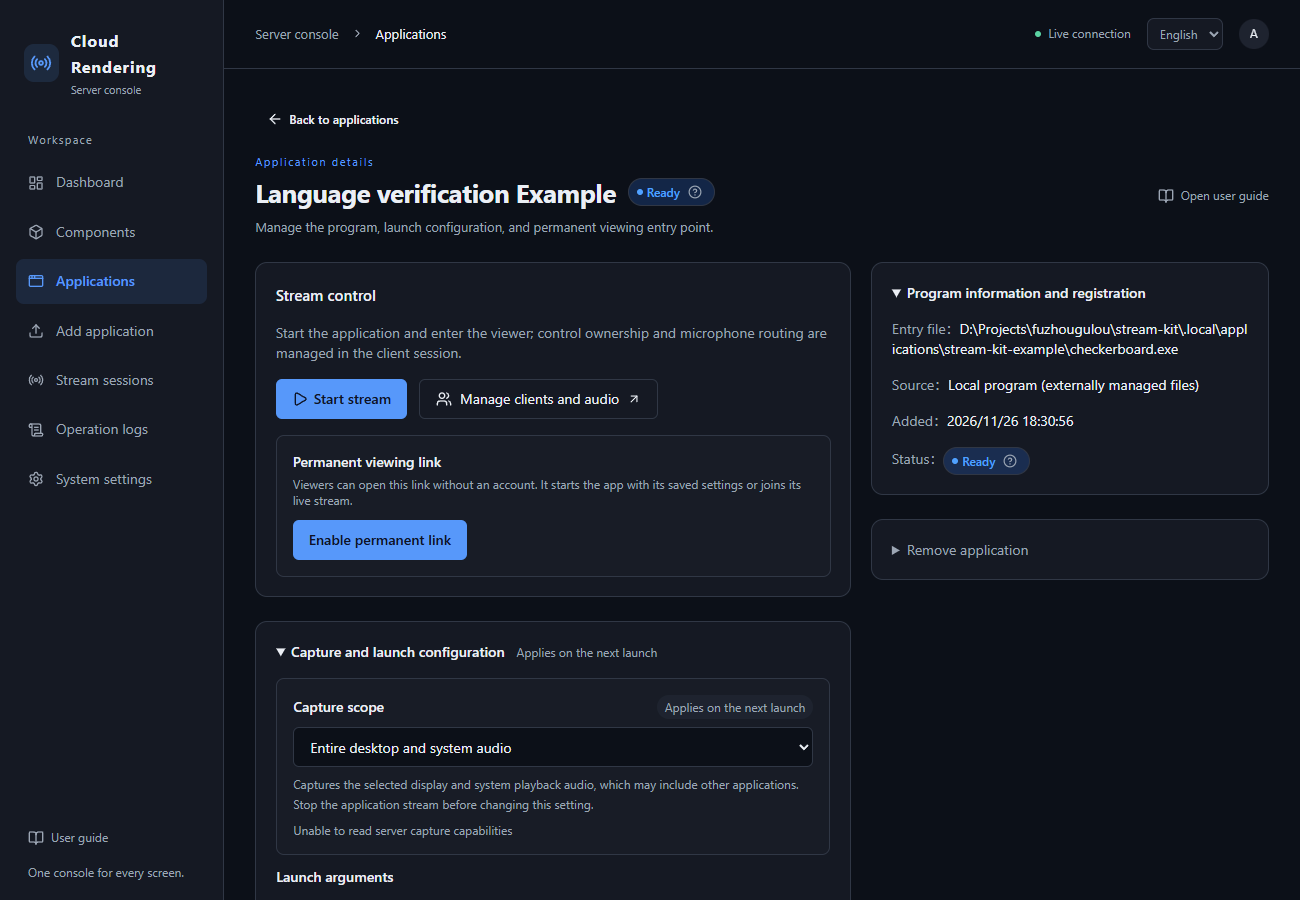 Cloud
Rendering
Server console
Workspace
Dashboard
Components
Applications
Add application
Stream sessions
Operation logs
System settings
User guide
One console for every screen.
Server console > Applications
Live connection
English
A
Back to applications
Application details
Language verification Example
Ready
Open user guide
Manage the program, launch configuration, and permanent viewing entry point.
Stream control
Start the application and enter the viewer; control ownership and microphone routing are
managed in the client session.
Start stream
Manage clients and audio
Permanent viewing link
Viewers can open this link without an account. It starts the app with its saved settings or joins its
live stream.
Enable permanent link
Capture and launch configuration Applies on the next launch
Capture scope
Applies on the next launch
Entire desktop and system audio
Captures the selected display and system playback audio, which may include other applications.
Stop the application stream before changing this setting.
Unable to read server capture capabilities
Launch arguments
Program information and registration
Entry file: D:\Projects\fuzhougulou\stream-kit\.local\appl
ications\stream-kit-example\checkerboard.exe
Source: Local program (externally managed files)
Added: 2026/11/26 18:30:56
Status: Ready
Remove application